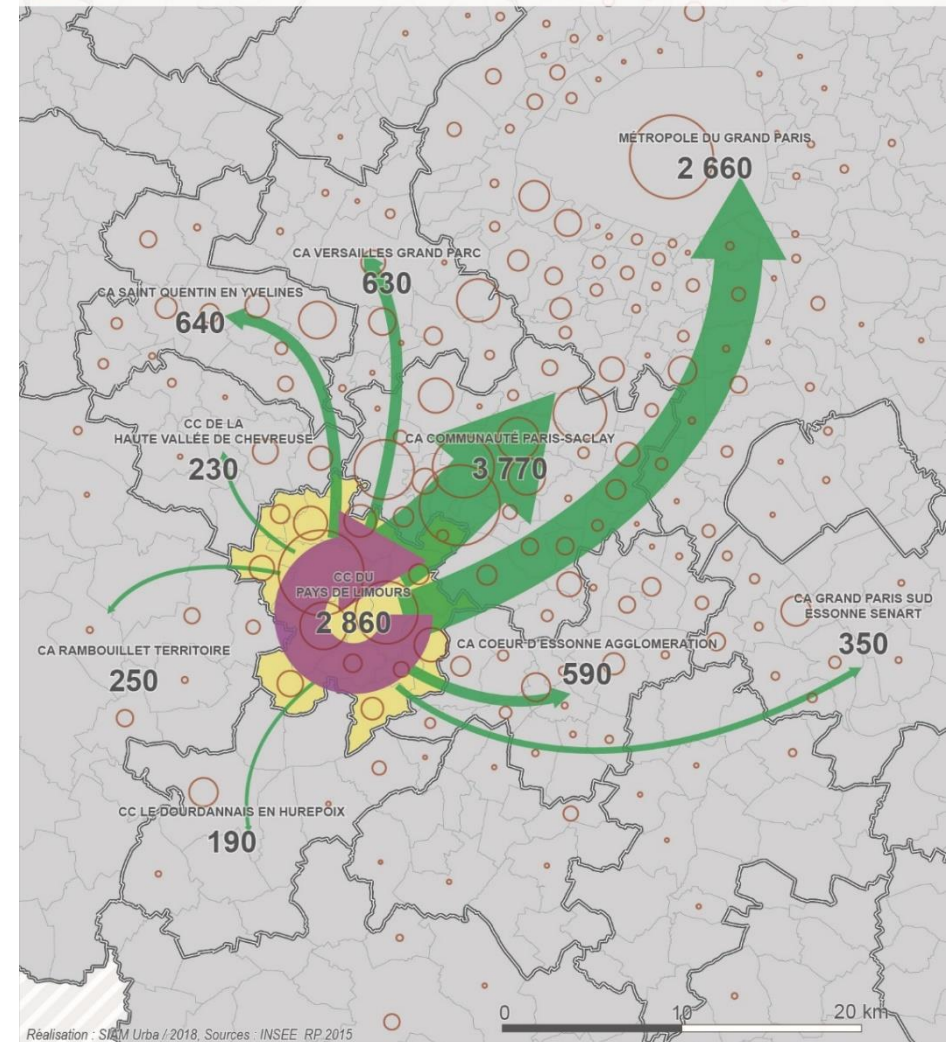 MÉTROPOLE DU GRAND PARIS
2 660
CA VERSAILLES GRAND PARC
630
CA SAINT QUENTIN EN YVELINES
640
CC DE LA
HAUTE VALLÉE DE CHEVREUSE
230
CA COMMUNAUTÉ PARIS-SACLAY
3 770
CC DU
PAYS DE LIMOURS
2 860
CA GRAND PARIS SUD
ESSONNE SENART
350
CA RAMBOUILLET TERRITOIRE
250
CA COEUR D'ESSONNE AGGLOMERATION
590
CC LE DOURDANNAIS EN HUREPOIX
190
0 10 20 km
Réalisation : SIAM Urba / 2018, Sources : INSEE RP 2015